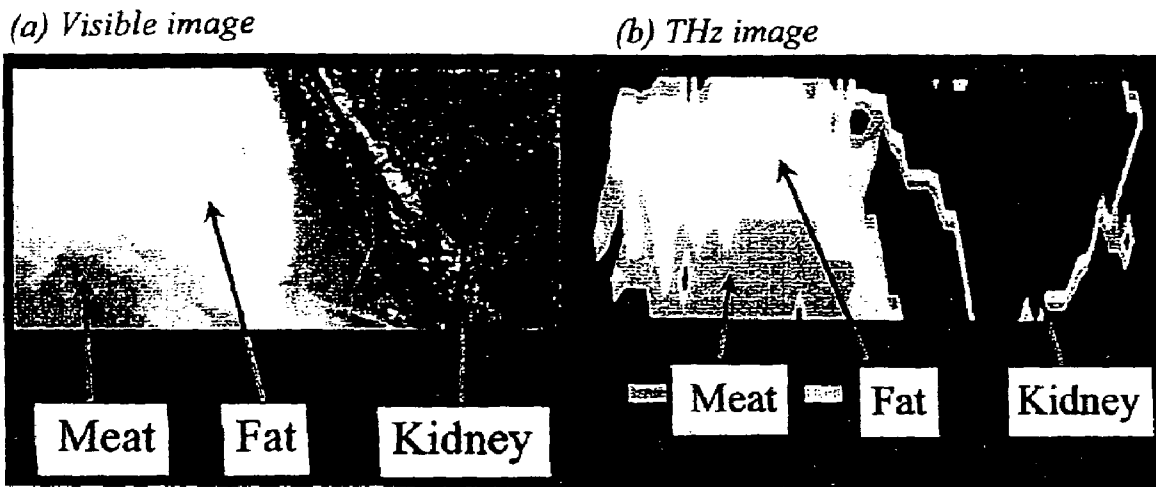 (a) Visible image
(b) THz image
Meat
Fat
Kidney
Meat
Fat
Kidney